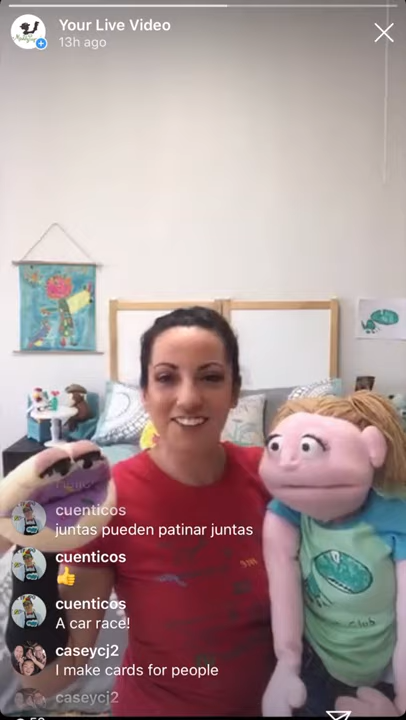 Your Live Video
13h ago
cuenticos
juntas pueden patinar juntas
cuenticos
👍
cuenticos
A car race!
caseycj2
I make cards for people
caseycj2
Club